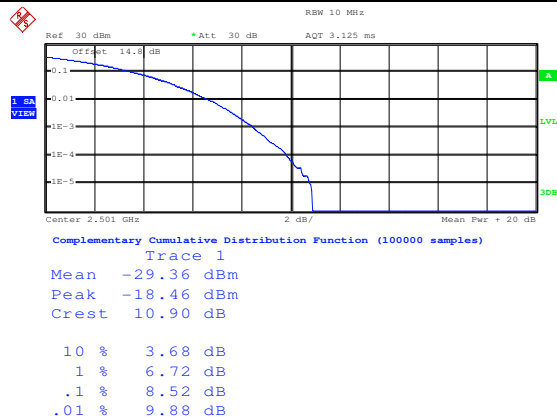 RBW 10 MHz
Ref 30 dBm * Att 30 dB AQT 3.125 ms
Offset 14.8 dB
0.1
A
1 SA
VIEW
0.01
LVL
1E-3
1E-4
1E-5
3DB
Center 2.501 GHz 2 dB/ Mean Pwr + 20 dB
Complementary Cumulative Distribution Function (100000 samples)
Trace 1
Mean -29.36 dBm
Peak -18.46 dBm
Crest 10.90 dB
10 % 3.68 dB
1 % 6.72 dB
.1 % 8.52 dB
.01 % 9.88 dB